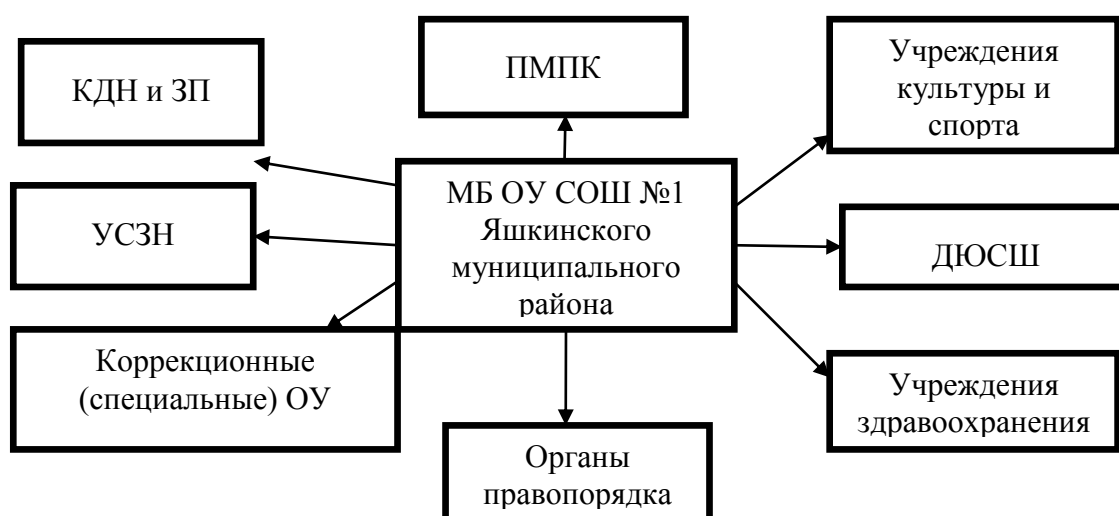 КДН и ЗП
ПМПК
Учреждения
культуры и
спорта
УСЗН
МБ ОУ СОШ №1
Яшкинского
муниципального
района
ДЮСШ
Коррекционные
(специальные) ОУ
Учреждения
здравоохранения
Органы
правопорядка